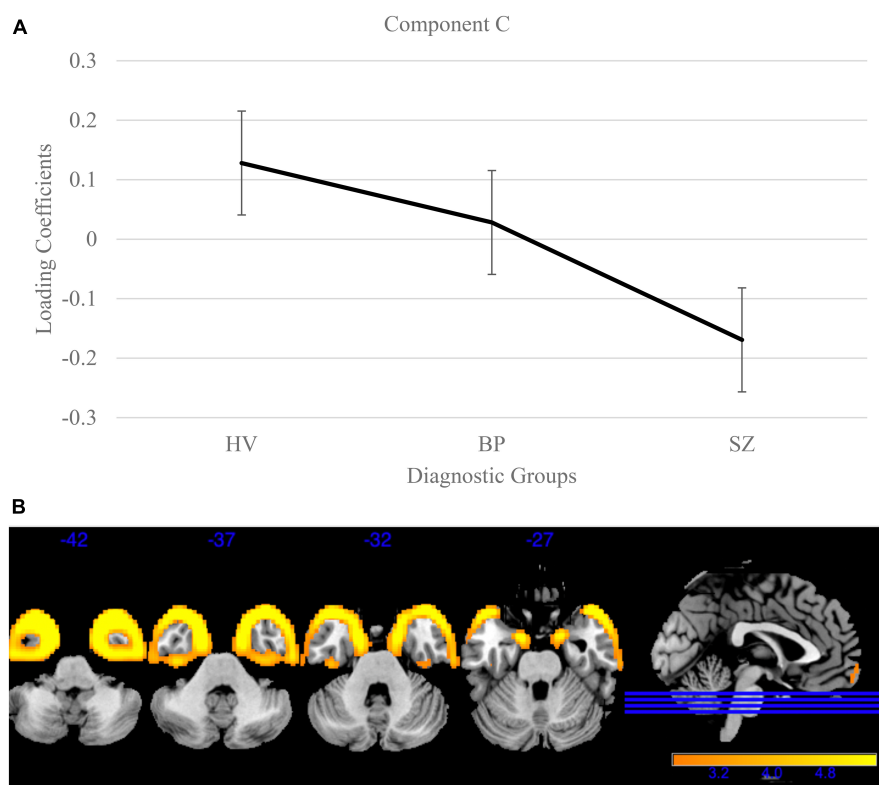 A
Component C
0.3
0.2
0.1
0
-0.1
-0.2
-0.3
Loading Coefficients
HV BP SZ
Diagnostic Groups
B
-42 -37 -32 -27
3.2 4.0 4.8